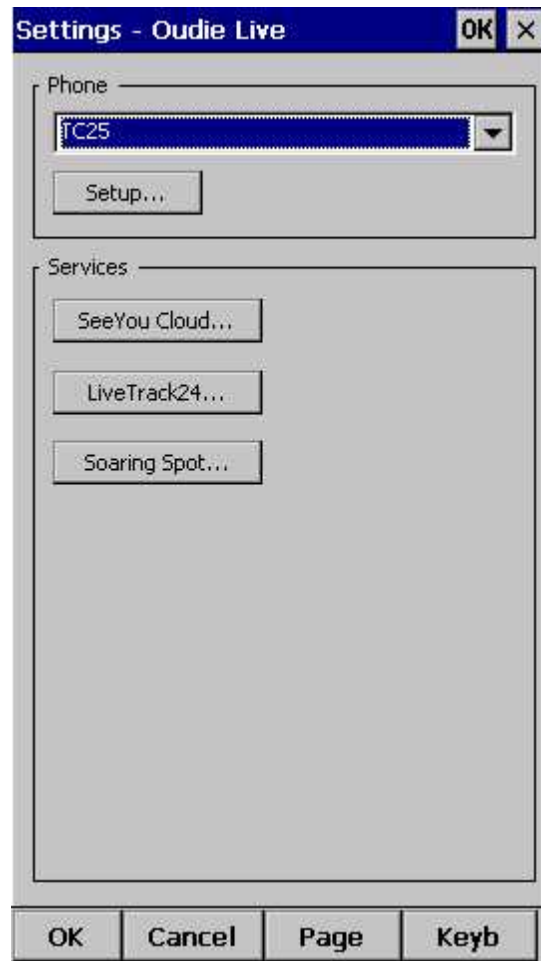 Settings - Oudie Live OK ×
Phone
TC25
Setup...
Services
SeeYou Cloud...
LiveTrack24...
Soaring Spot...
OK Cancel Page Keyb